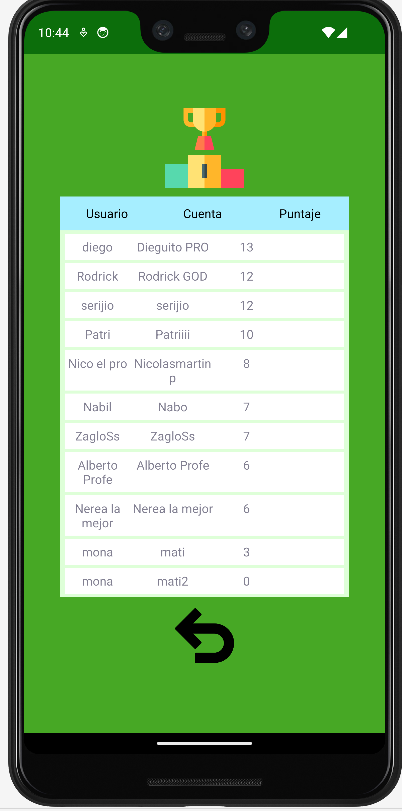 10:44
Usuario Cuenta Puntaje
diego Dieguito PRO 13
Rodrick Rodrick GOD 12
serijio serijio 12
Patri Patriiii 10
Nico el pro Nicolasmartin 8
p
Nabil Nabo 7
ZagloSs ZagloSs 7
Alberto Alberto Profe 6
Profe
Nerea la Nerea la mejor 6
mejor
mona mati 3
mona mati2 0